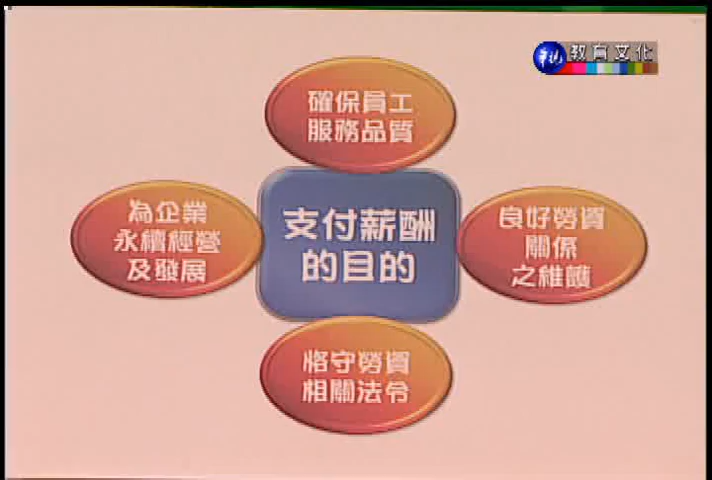 華視 教育文化
確保員工
服務品質
為企業
永續經營
及發展
支付薪酬
的目的
良好勞資
關係
之維護
恪守勞資
相關法令